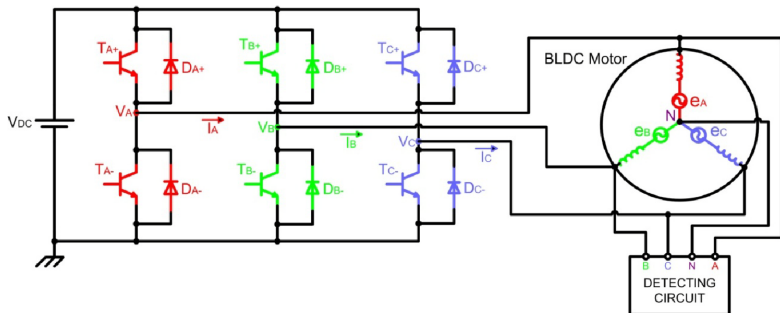 TA+
DA+
TB+
DB+
TC+
DC+
BLDC Motor
VDC
VA
IA
VB
IB
VC
IC
eA
N
eB
eC
TA-
DA-
TB-
DB-
TC-
DC-
B C N A
DETECTING
CIRCUIT